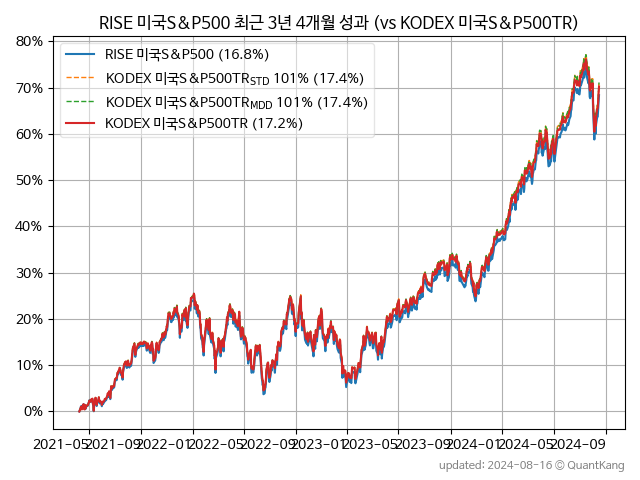 RISE 미국S&P500 최근 3년 4개월 성과 (vs KODEX 미국S&P500TR)
80%
70%
60%
50%
40%
30%
20%
10%
0%
RISE 미국S&P500 (16.8%)
KODEX 미국S&P500TR_STD 101% (17.4%)
KODEX 미국S&P500TR_MDD 101% (17.4%)
KODEX 미국S&P500TR (17.2%)
2021-05 2021-09 2022-01 2022-05 2022-09 2023-01 2023-05 2023-09 2024-01 2024-05 2024-09
updated: 2024-08-16 © QuantKang